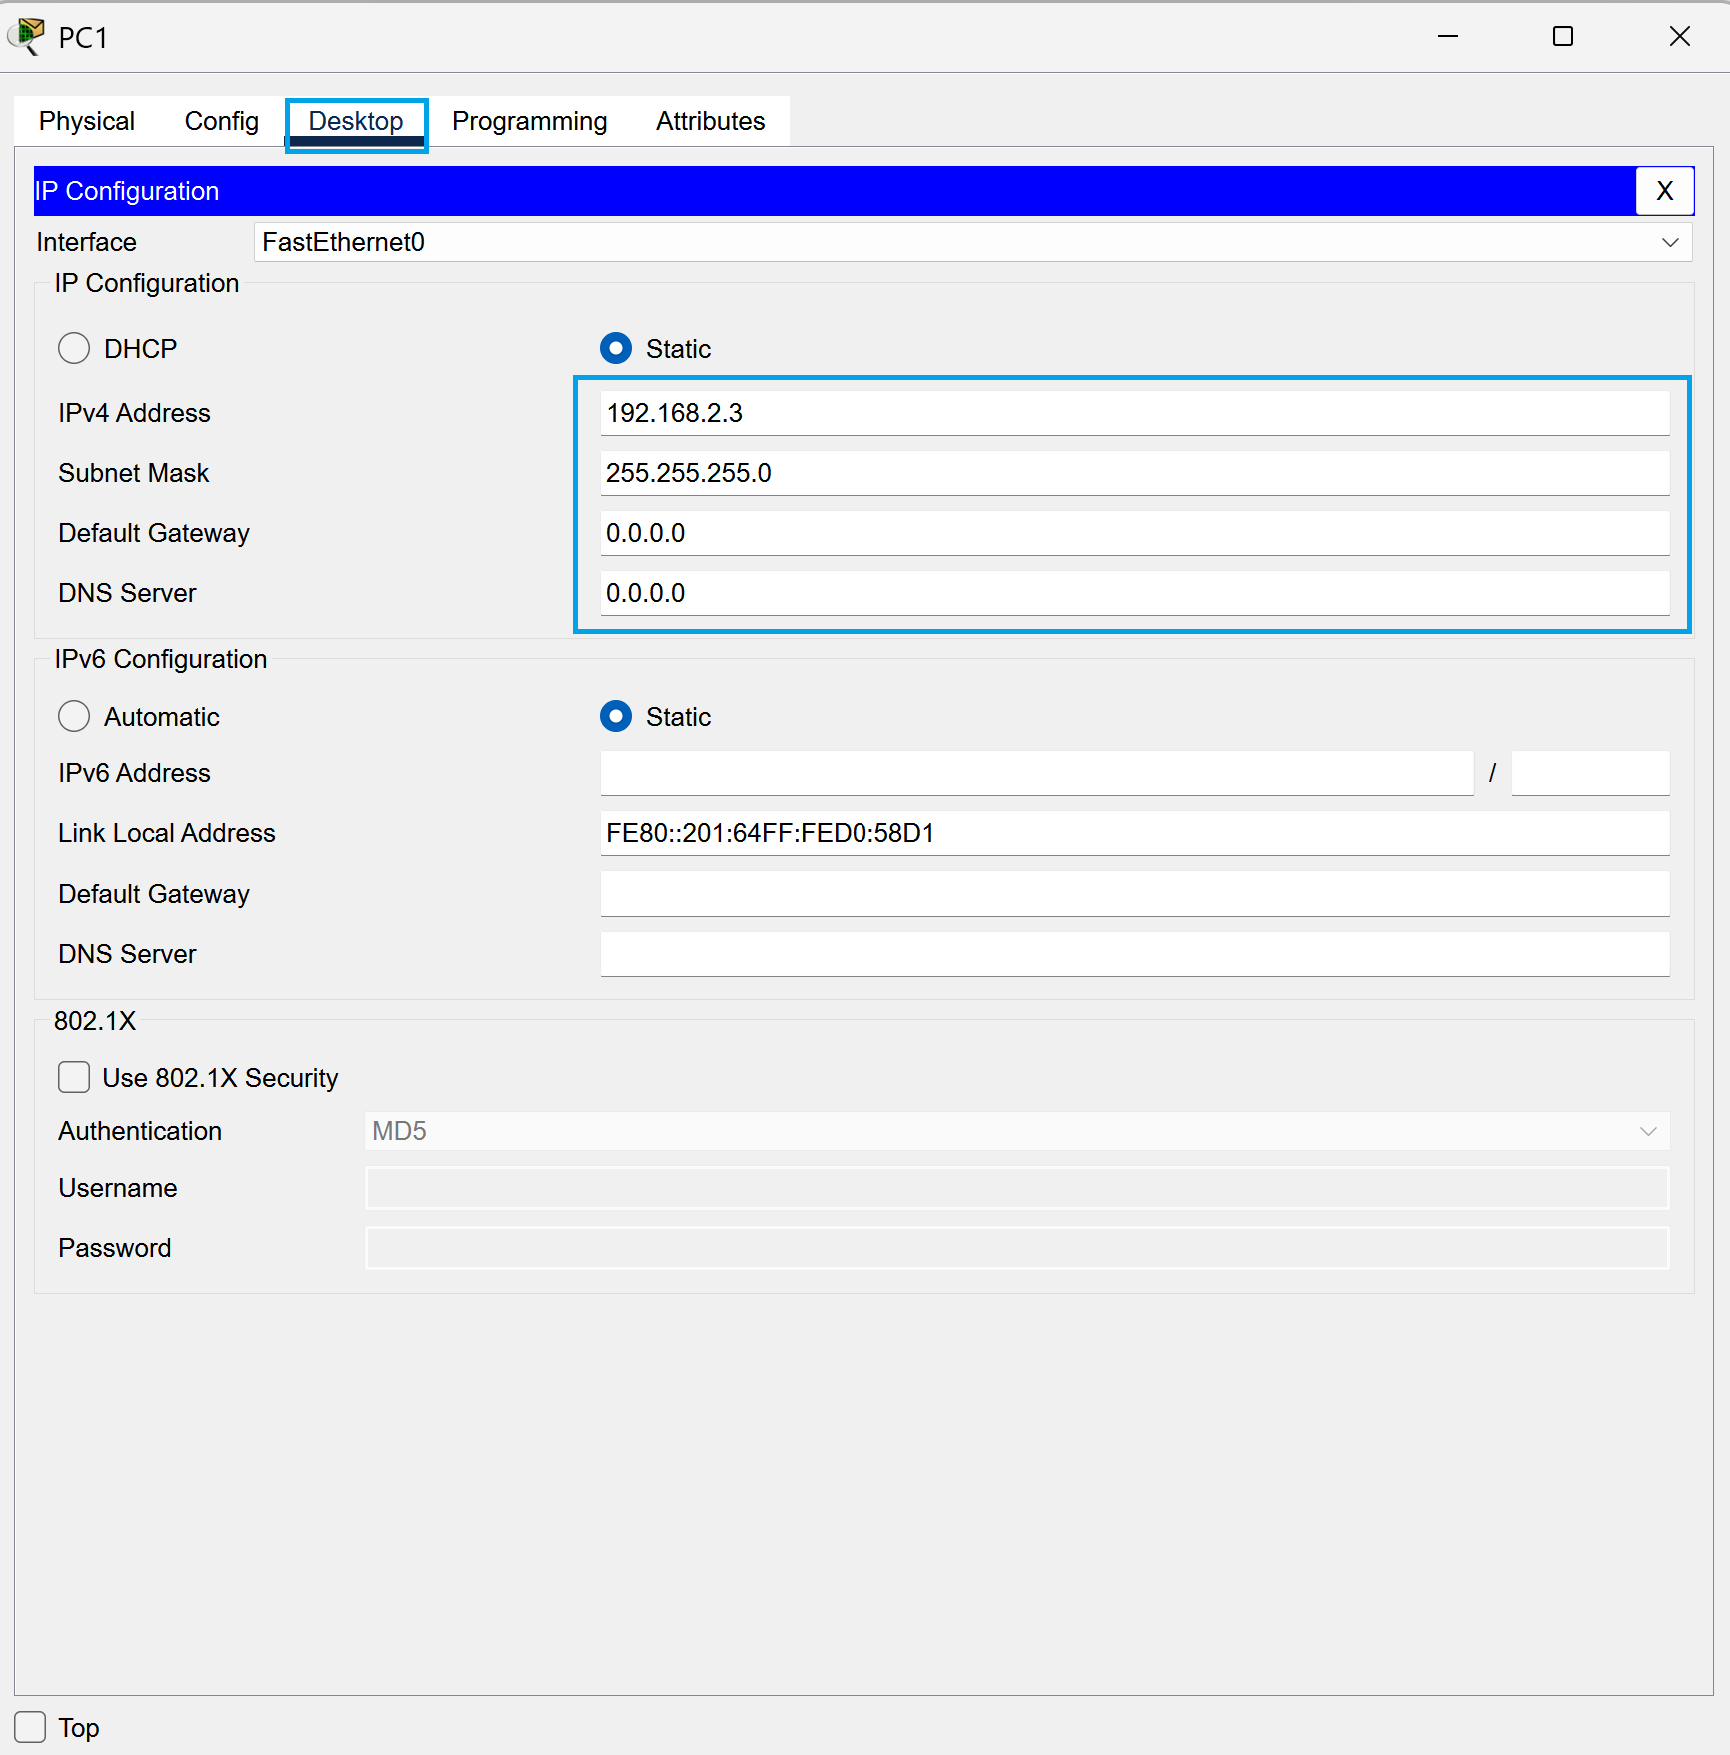 PC1
Physical Config Desktop Programming Attributes
IP Configuration X
Interface FastEthernet0
IP Configuration
DHCP Static
IPv4 Address 192.168.2.3
Subnet Mask 255.255.255.0
Default Gateway 0.0.0.0
DNS Server 0.0.0.0
IPv6 Configuration
Automatic Static
IPv6 Address /
Link Local Address FE80::201:64FF:FED0:58D1
Default Gateway
DNS Server
802.1X
Use 802.1X Security
Authentication MD5
Username
Password
Top